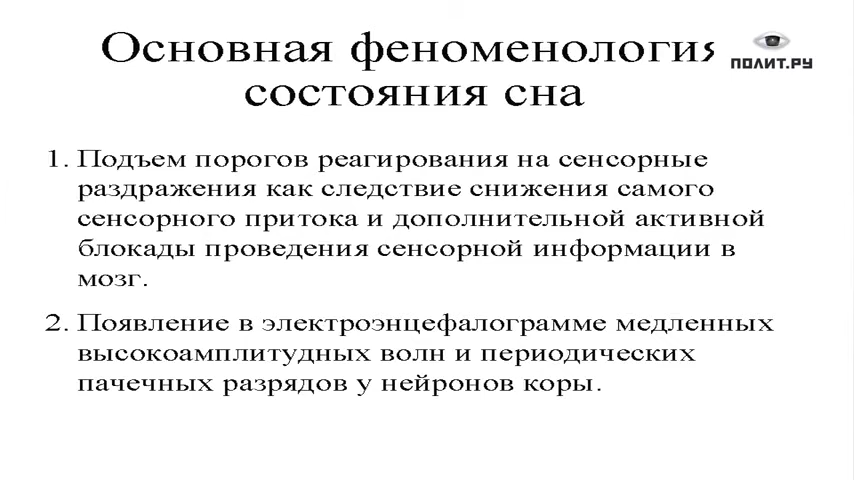 Основная феноменология
состояния сна
ПОЛИТ.РУ
1. Подъем порогов реагирования на сенсорные
раздражения как следствие снижения самого
сенсорного притока и дополнительной активной
блокады проведения сенсорной информации в
мозг.
2. Появление в электроэнцефалограмме медленных
высокоамплитудных волн и периодических
пачечных разрядов у нейронов коры.